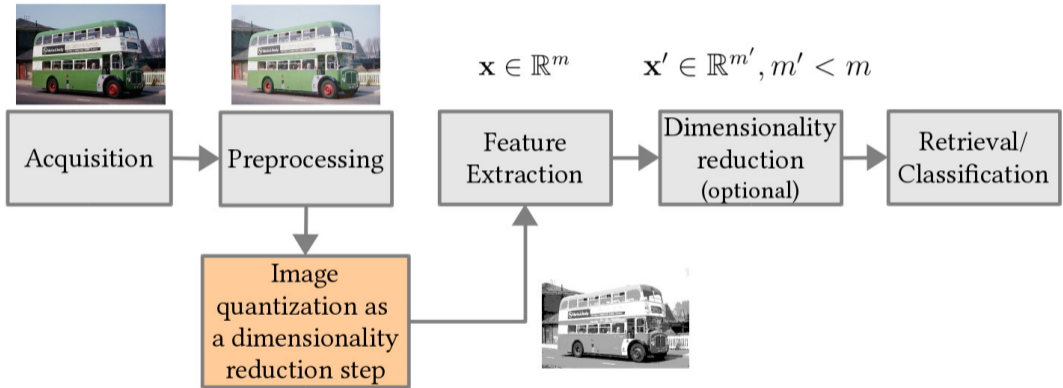 Acquisition
Preprocessing
Image
quantization as
a dimensionality
reduction step
x ∈ ℝ^m
Feature
Extraction
x′ ∈ ℝ^{m′}, m′ < m
Dimensionality
reduction
(optional)
Retrieval/
Classification